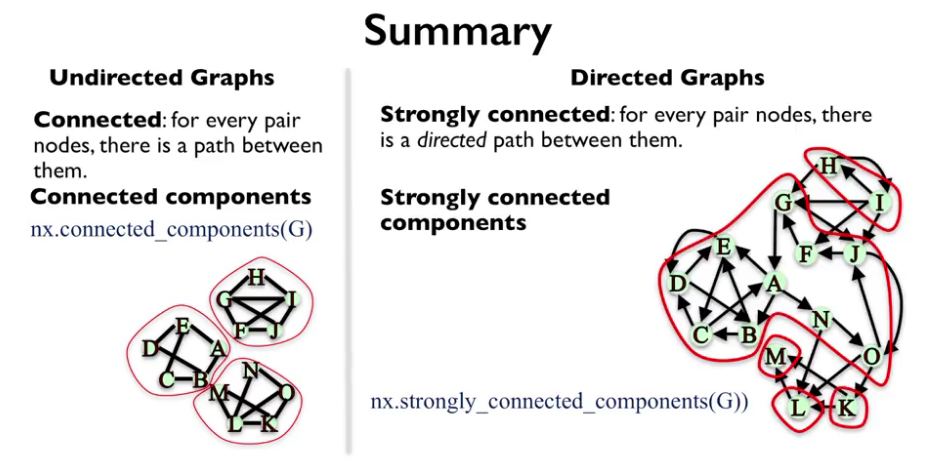 Summary
Undirected Graphs
Connected: for every pair
nodes, there is a path between
them.
Connected components
nx.connected_components(G)
H
G
I
F
J
E
D
A
C
B
N
M
O
L
K
Directed Graphs
Strongly connected: for every pair nodes, there
is a directed path between them.
Strongly connected
components
H
G
I
E
F
J
D
A
N
C
B
M
O
L
K
nx.strongly_connected_components(G))